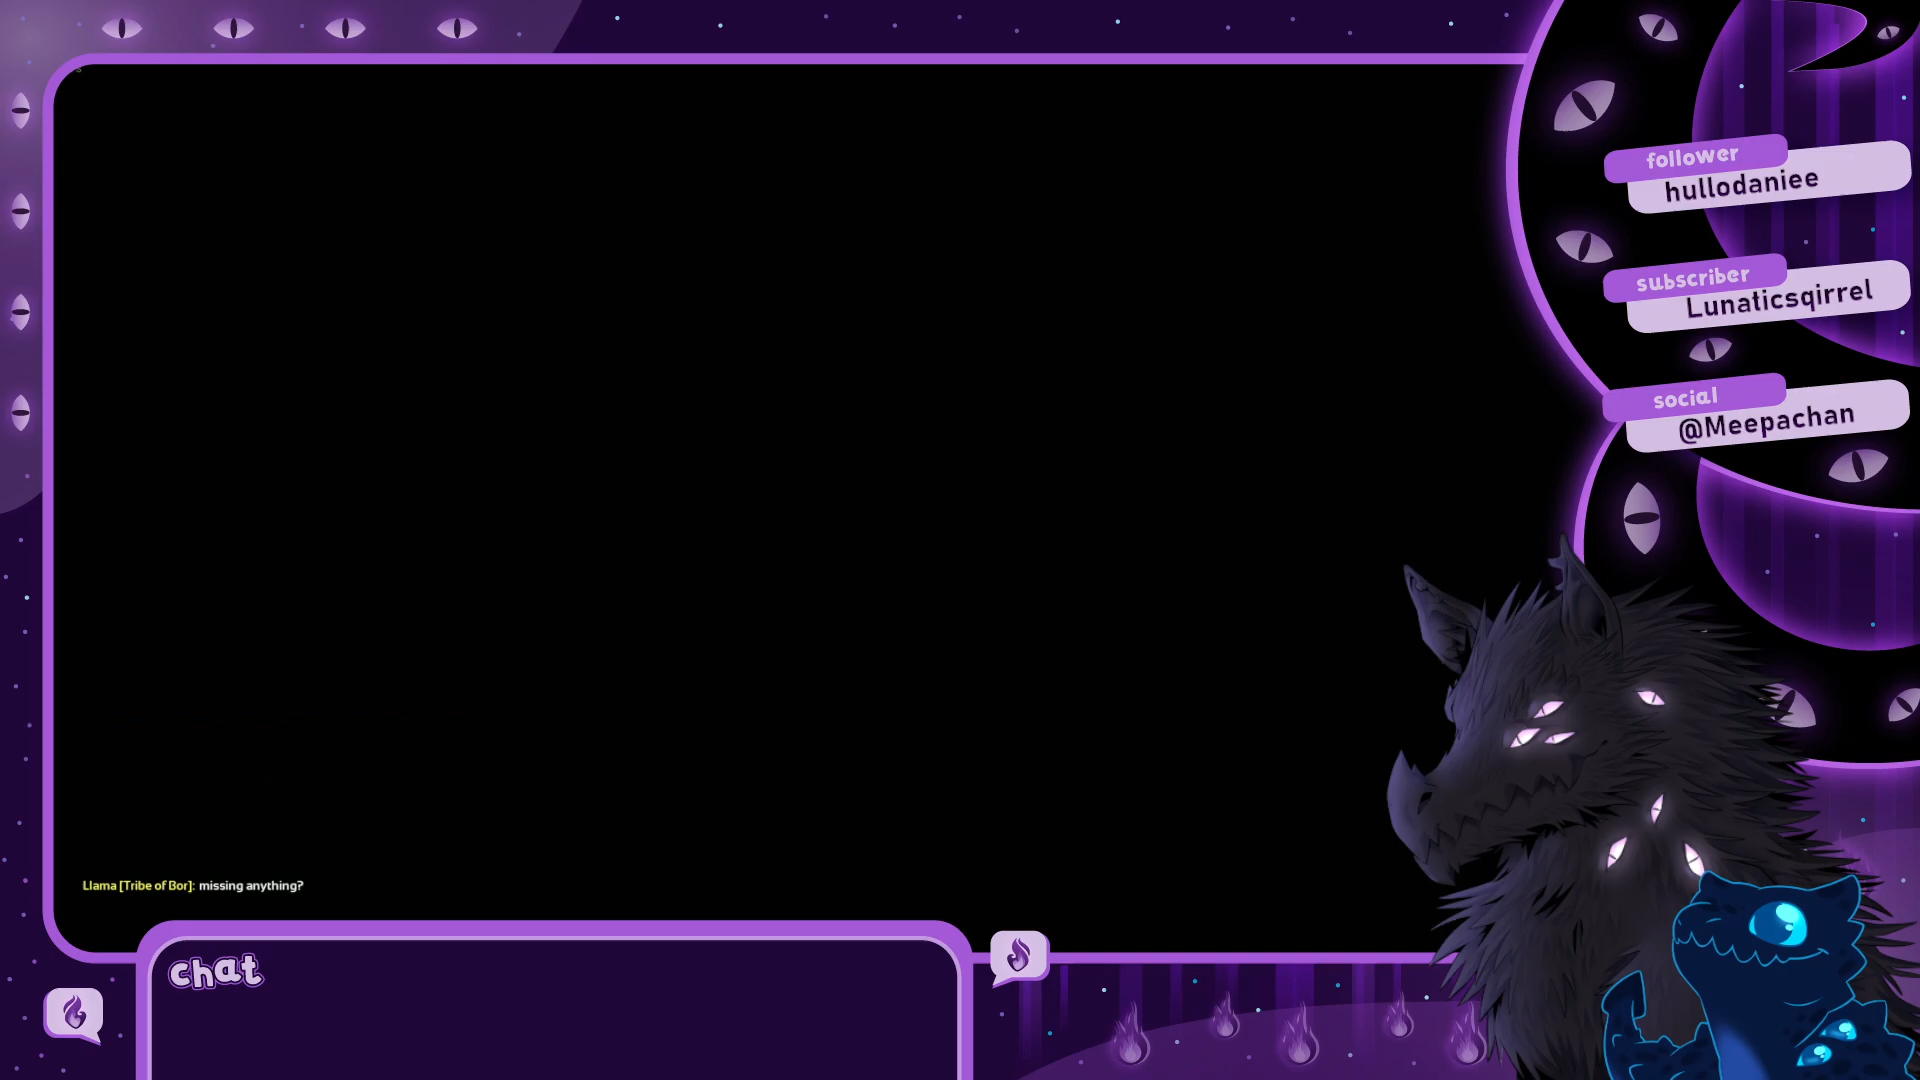 follower
hullodaniee
subscriber
Lunaticsqirrel
social
@Meepachan
Llama [Tribe of Bor]: missing anything?
chat